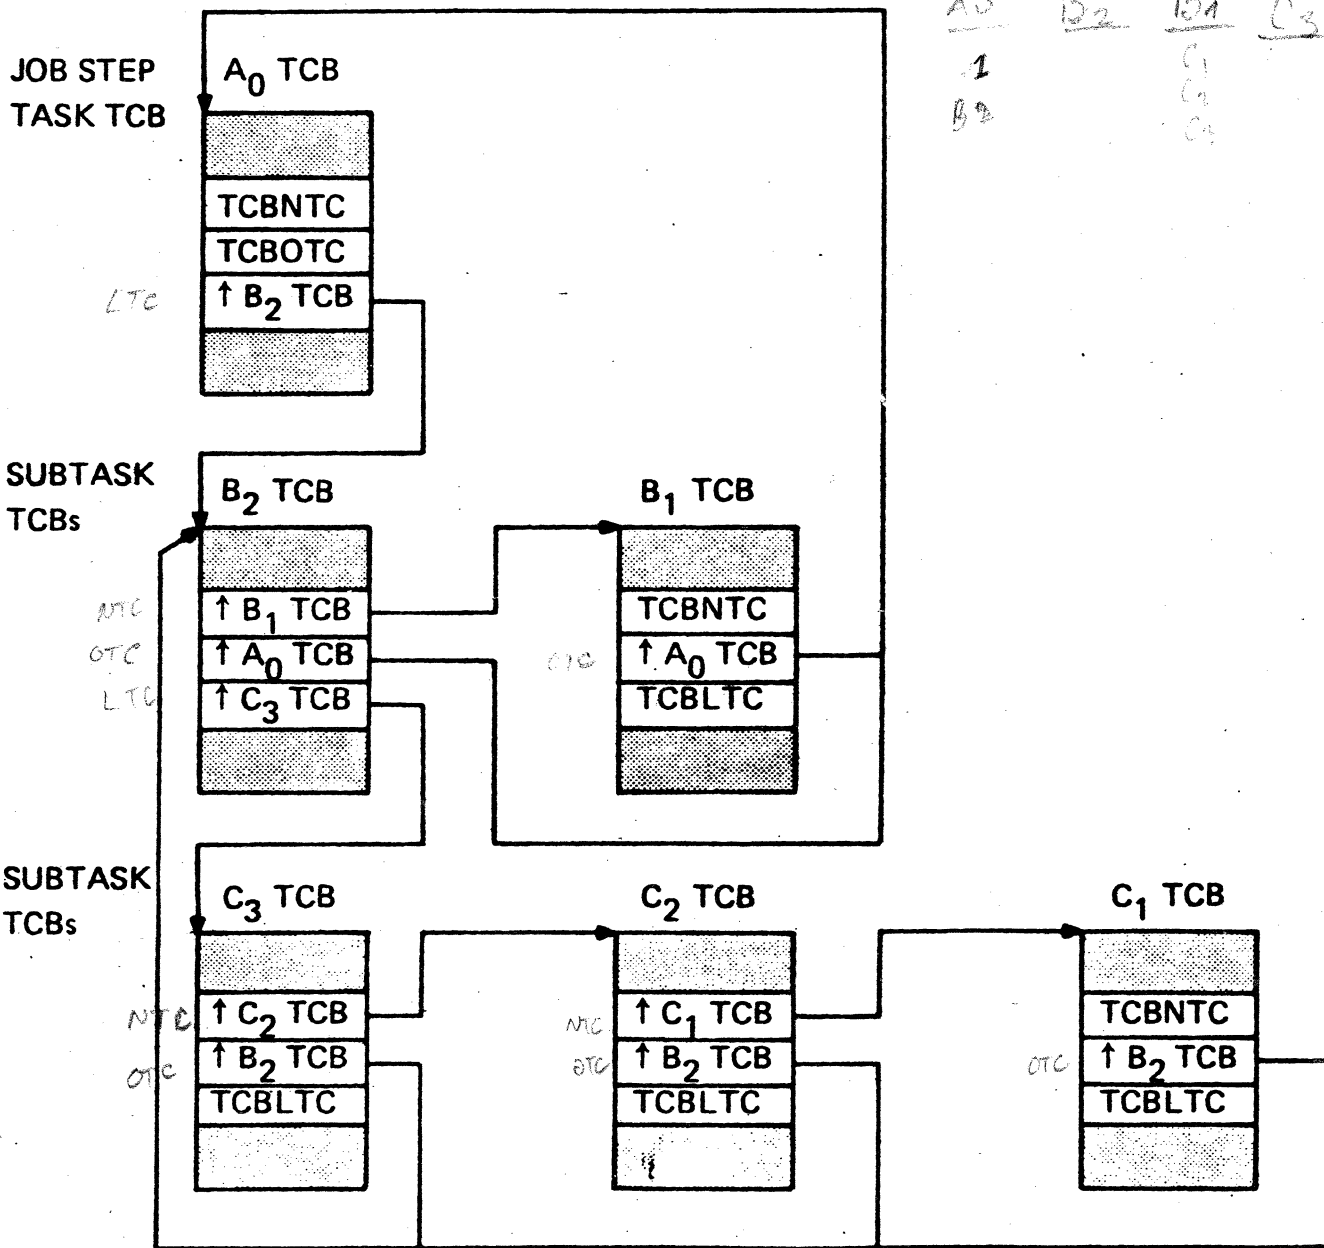 A0 B2 B1 C3
1 C1
B2 C2
C3
JOB STEP
TASK TCB
A0 TCB
TCBNTC
TCBOTC
LTC ↑ B2 TCB
SUBTASK
TCBs
B2 TCB
B1 TCB
NTC ↑ B1 TCB
OTC ↑ A0 TCB
LTC ↑ C3 TCB
TCBNTC
OTC ↑ A0 TCB
TCBLTC
SUBTASK
TCBs
C3 TCB
C2 TCB
C1 TCB
NTC ↑ C2 TCB
OTC ↑ B2 TCB
TCBLTC
NTC ↑ C1 TCB
OTC ↑ B2 TCB
TCBLTC
TCBNTC
OTC ↑ B2 TCB
TCBLTC